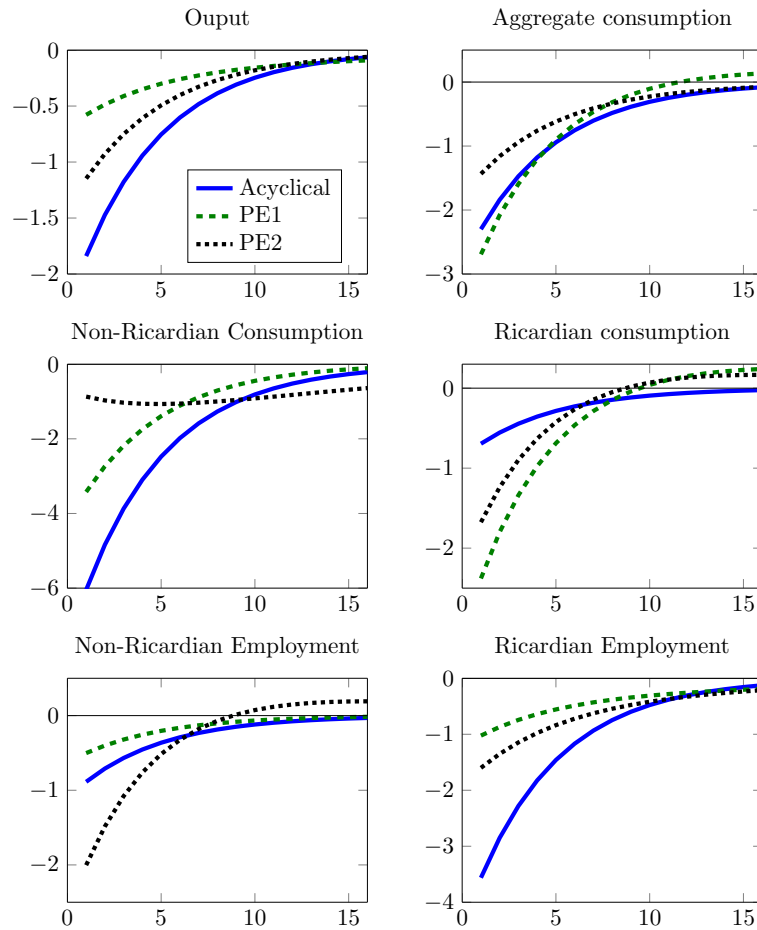 Ouput
0
−0.5
−1
−1.5
−2
0 5 10 15
Acyclical
PE1
PE2
Aggregate consumption
0
−1
−2
−3
0 5 10 15
Non-Ricardian Consumption
0
−2
−4
−6
0 5 10 15
Ricardian consumption
0
−1
−2
0 5 10 15
Non-Ricardian Employment
0
−1
−2
0 5 10 15
Ricardian Employment
0
−1
−2
−3
−4
0 5 10 15